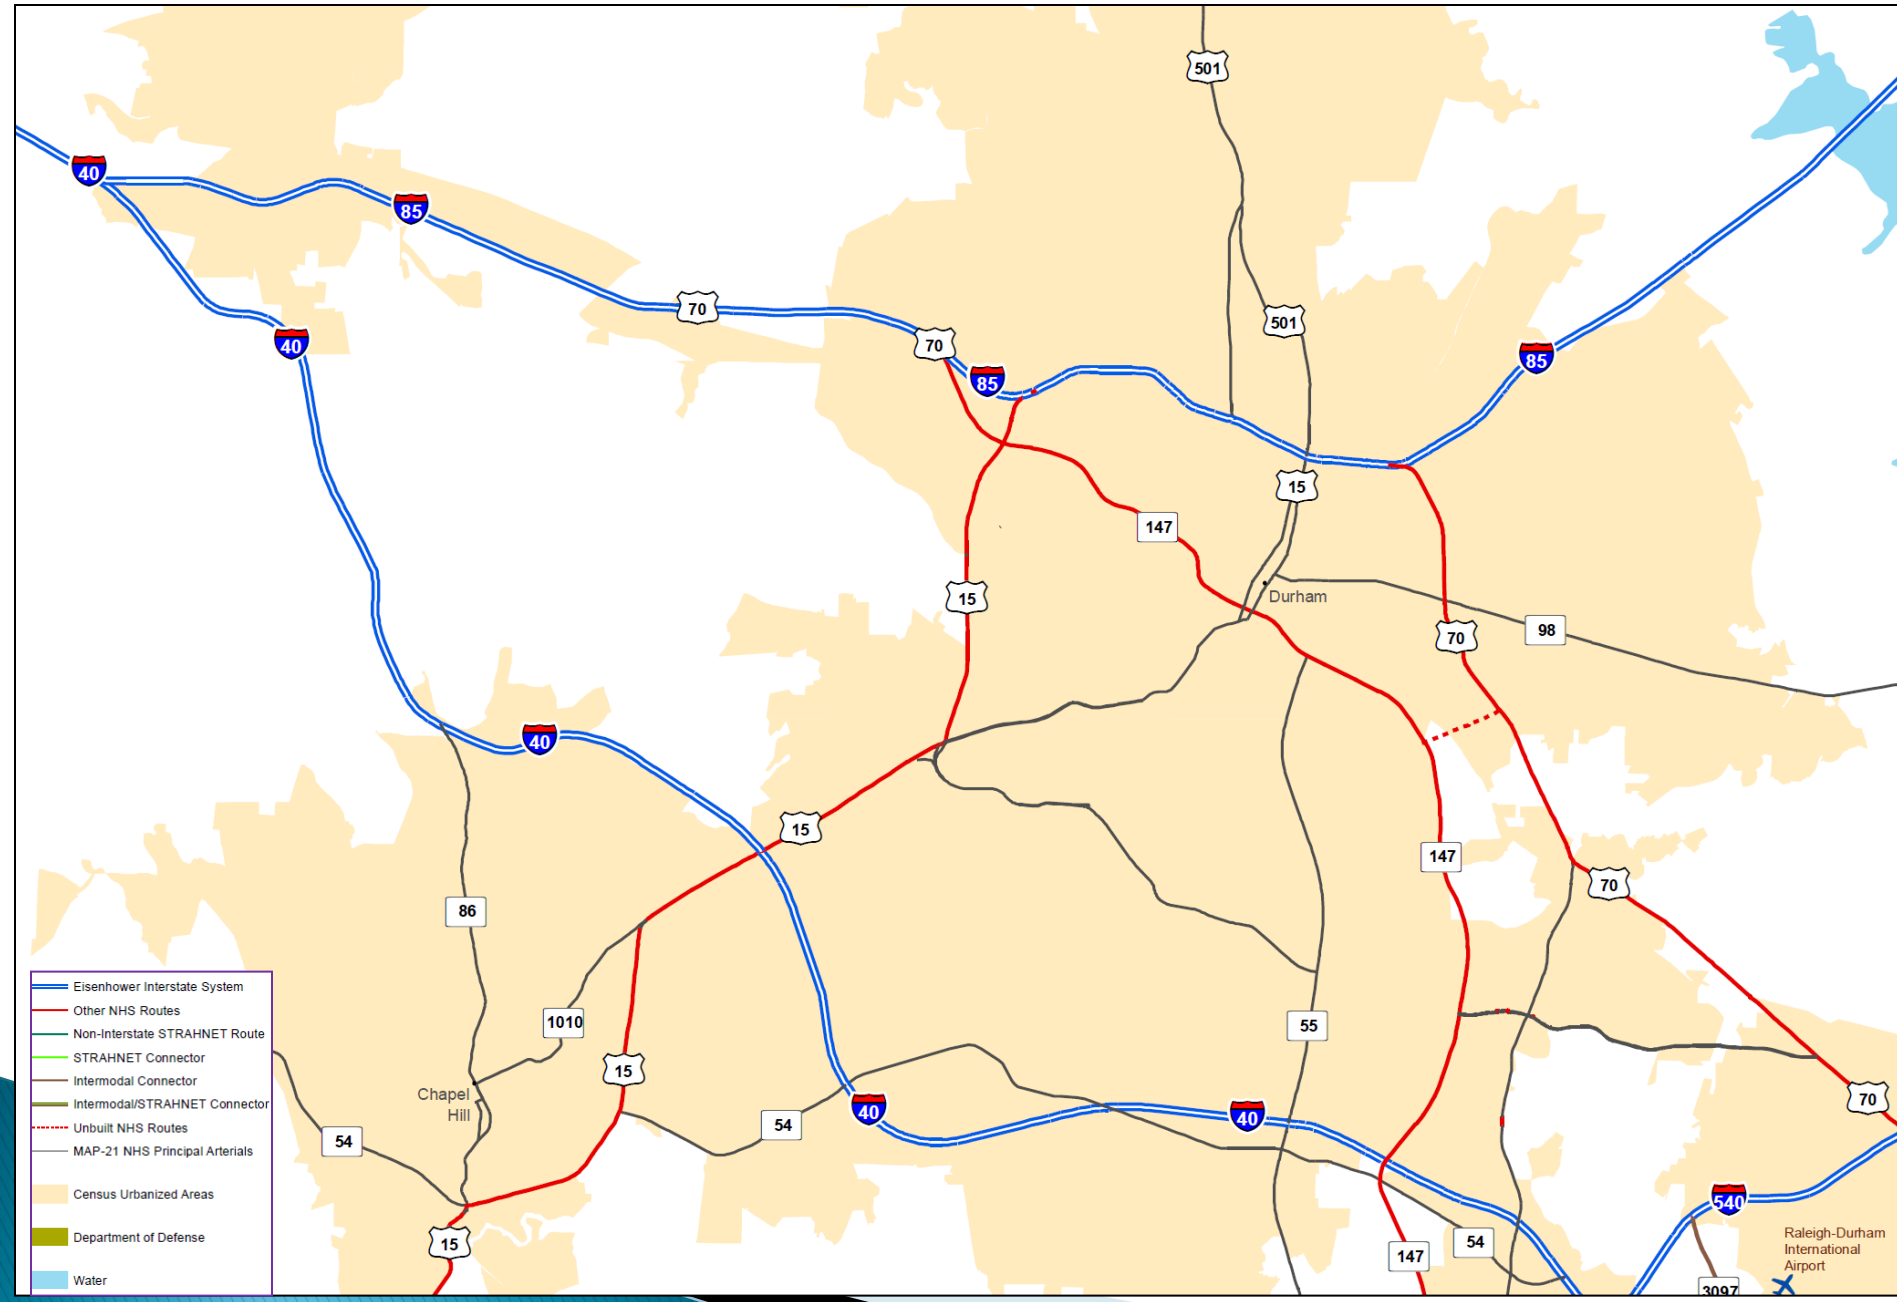 501
40
85
70
501
40
70
85
85
15
147
15
Durham
98
70
40
15
147
70
86
1010
55
15
Chapel
Hill
54
40
40
54
70
540
15
147
54
Raleigh-Durham
International
Airport
3097
Eisenhower Interstate System
Other NHS Routes
Non-Interstate STRAHNET Route
STRAHNET Connector
Intermodal Connector
Intermodal/STRAHNET Connector
Unbuilt NHS Routes
MAP-21 NHS Principal Arterials
Census Urbanized Areas
Department of Defense
Water